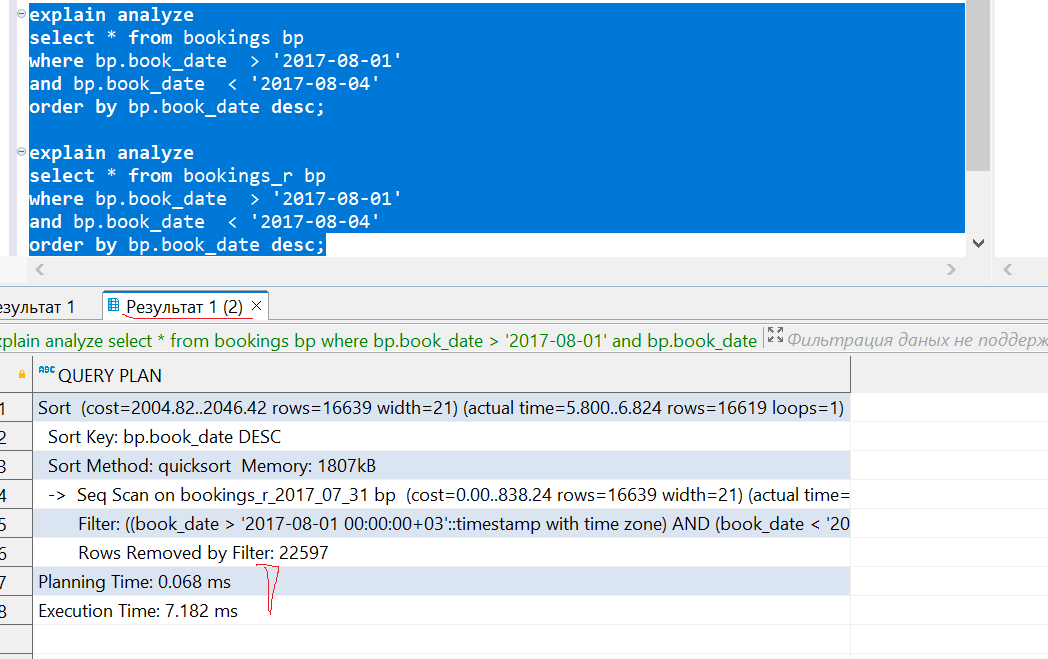 explain analyze
select * from bookings bp
where bp.book_date  > '2017-08-01'
and bp.book_date  < '2017-08-04'
order by bp.book_date desc;
explain analyze
select * from bookings_r bp
where bp.book_date  > '2017-08-01'
and bp.book_date  < '2017-08-04'
order by bp.book_date desc;
езультат 1 Результат 1 (2)
xplain analyze select * from bookings bp where bp.book_date > '2017-08-01' and bp.book_date Фильтрация даных не поддерж
ABC QUERY PLAN
1 Sort  (cost=2004.82..2046.42 rows=16639 width=21) (actual time=5.800..6.824 rows=16619 loops=1)
2 Sort Key: bp.book_date DESC
3 Sort Method: quicksort  Memory: 1807kB
4 ->  Seq Scan on bookings_r_2017_07_31 bp  (cost=0.00..838.24 rows=16639 width=21) (actual time=
5 Filter: ((book_date > '2017-08-01 00:00:00+03'::timestamp with time zone) AND (book_date < '20
6 Rows Removed by Filter: 22597
7 Planning Time: 0.068 ms
8 Execution Time: 7.182 ms